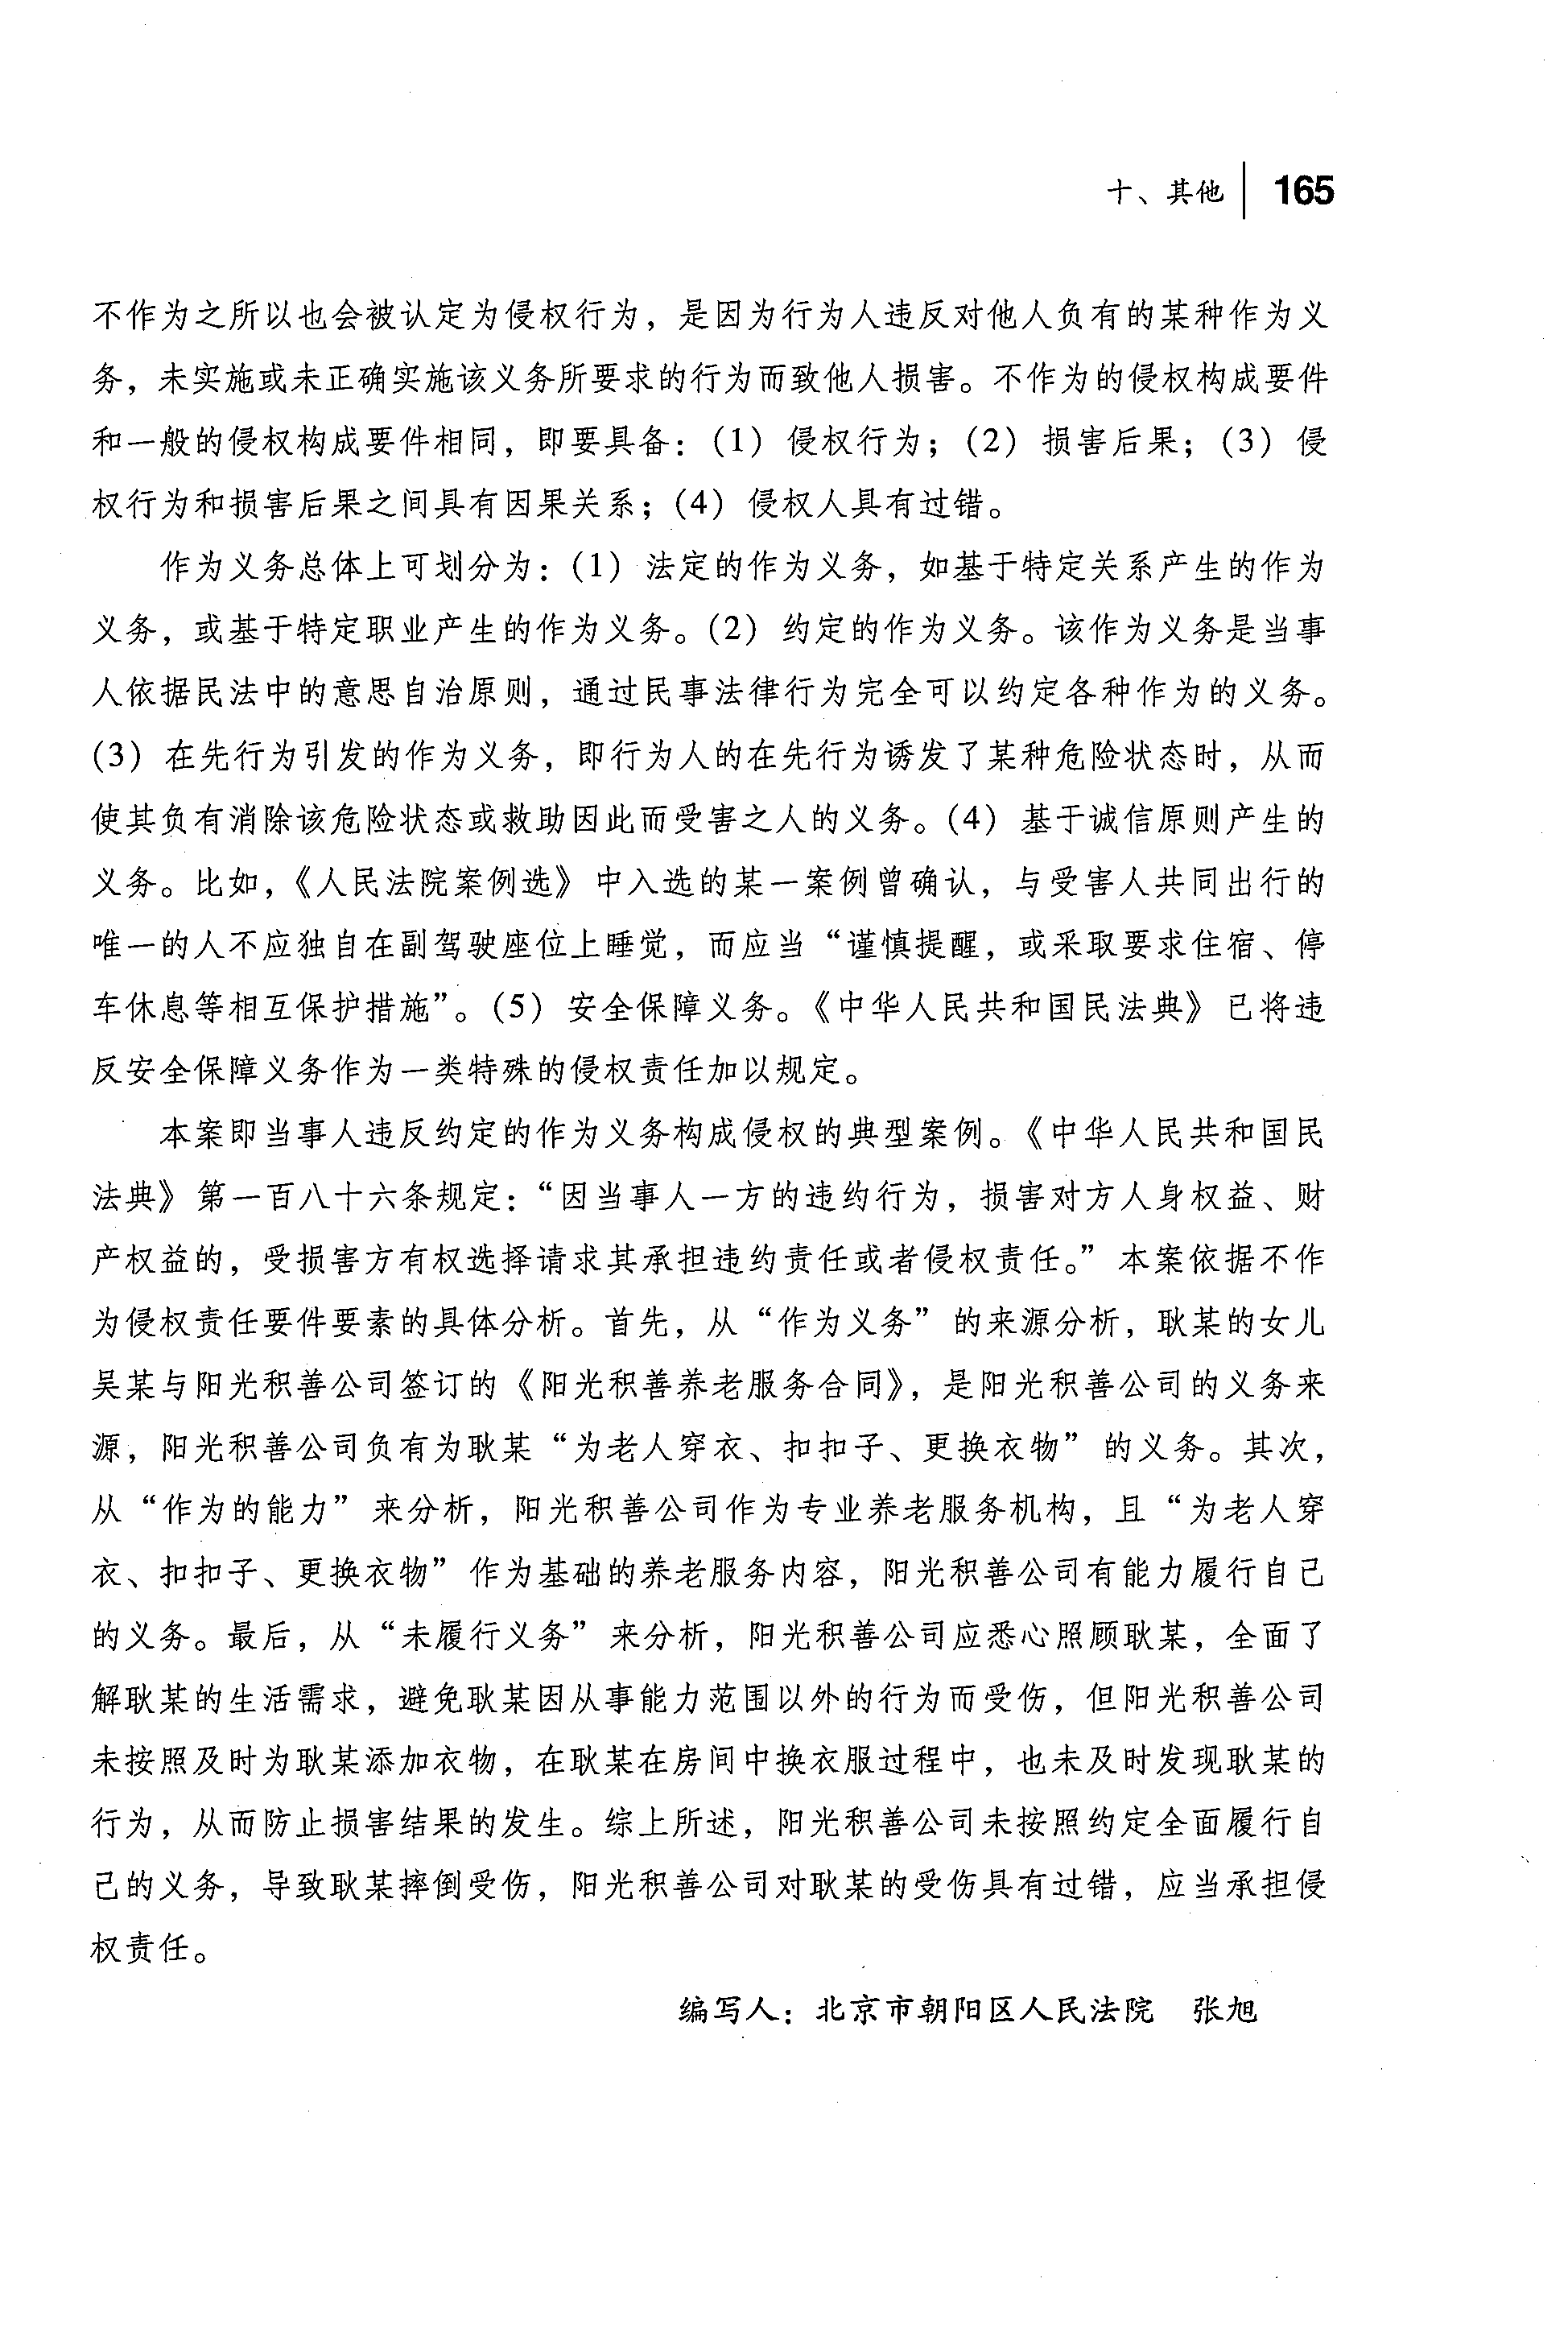 十、其他 165
不作为之所以也会被认定为侵权行为，是因为行为人违反对他人负有的某种作为义
务，未实施或未正确实施该义务所要求的行为而致他人损害。不作为的侵权构成要件
和一般的侵权构成要件相同，即要具备：（1）侵权行为；（2）损害后果；（3）侵
权行为和损害后果之间具有因果关系；（4）侵权人具有过错。
作为义务总体上可划分为：（1）法定的作为义务，如基于特定关系产生的作为
义务，或基于特定职业产生的作为义务。（2）约定的作为义务。该作为义务是当事
人依据民法中的意思自治原则，通过民事法律行为完全可以约定各种作为的义务。
（3）在先行为引发的作为义务，即行为人的在先行为诱发了某种危险状态时，从而
使其负有消除该危险状态或救助因此而受害之人的义务。（4）基于诚信原则产生的
义务。比如，《人民法院案例选》中入选的某一案例曾确认，与受害人共同出行的
唯一的人不应独自在副驾驶座位上睡觉，而应当“谨慎提醒，或采取要求住宿、停
车休息等相互保护措施”。（5）安全保障义务。《中华人民共和国民法典》已将违
反安全保障义务作为一类特殊的侵权责任加以规定。
本案即当事人违反约定的作为义务构成侵权的典型案例。《中华人民共和国民
法典》第一百八十六条规定：“因当事人一方的违约行为，损害对方人身权益、财
产权益的，受损害方有权选择请求其承担违约责任或者侵权责任。”本案依据不作
为侵权责任要件要素的具体分析。首先，从“作为义务”的来源分析，耿某的女儿
吴某与阳光积善公司签订的《阳光积善养老服务合同》，是阳光积善公司的义务来
源，阳光积善公司负有为耿某“为老人穿衣、扣扣子、更换衣物”的义务。其次，
从“作为的能力”来分析，阳光积善公司作为专业养老服务机构，且“为老人穿
衣、扣扣子、更换衣物”作为基础的养老服务内容，阳光积善公司有能力履行自己
的义务。最后，从“未履行义务”来分析，阳光积善公司应悉心照顾耿某，全面了
解耿某的生活需求，避免耿某因从事能力范围以外的行为而受伤，但阳光积善公司
未按照及时为耿某添加衣物，在耿某在房间中换衣服过程中，也未及时发现耿某的
行为，从而防止损害结果的发生。综上所述，阳光积善公司未按照约定全面履行自
己的义务，导致耿某摔倒受伤，阳光积善公司对耿某的受伤具有过错，应当承担侵
权责任。
编写人：北京市朝阳区人民法院 张旭